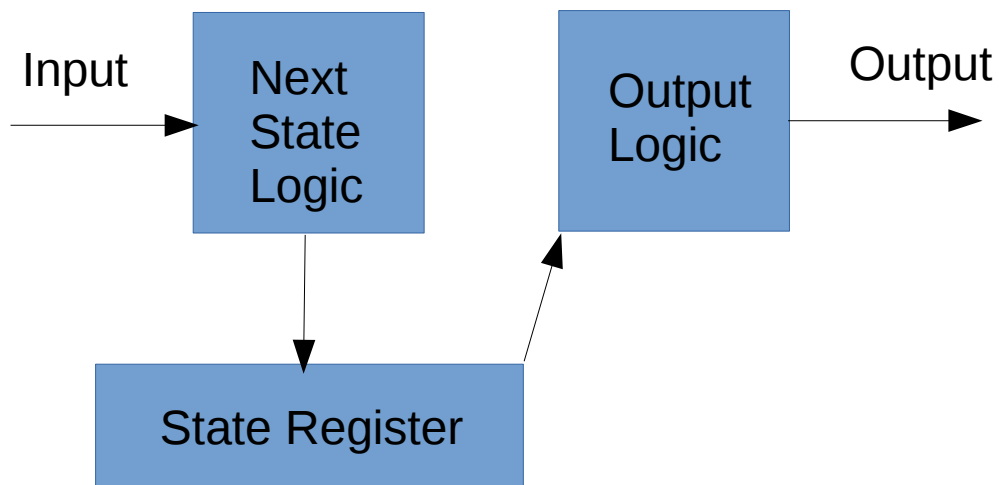 Input
Next
State
Logic
Output
Logic
Output
State Register